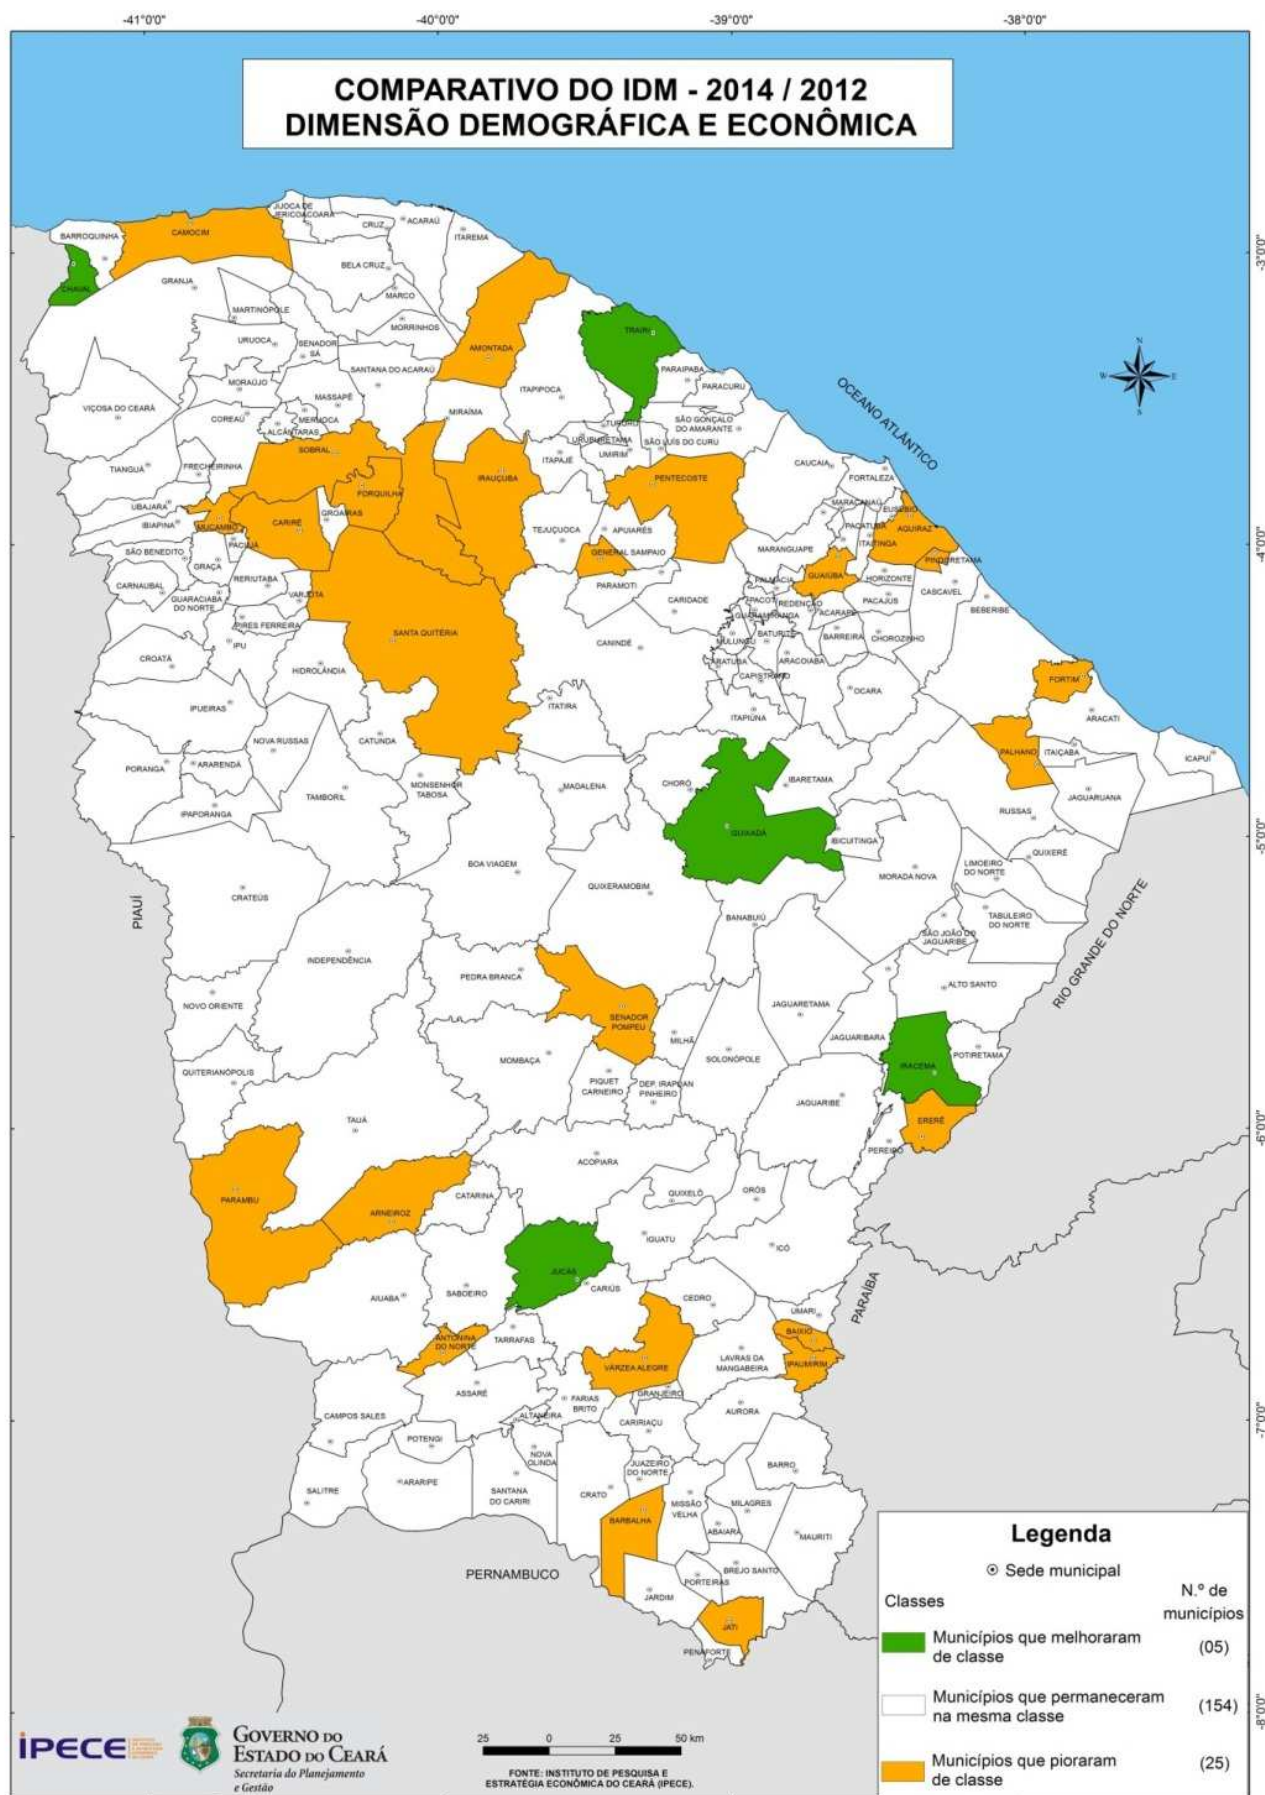 -41°0'0"
-40°0'0"
-39°0'0"
-38°0'0"
COMPARATIVO DO IDM - 2014 / 2012
DIMENSÃO DEMOGRÁFICA E ECONÔMICA
JIJOCA DE
JERICOACOARA
CRUZ
ACARAÚ
BARROQUINHA
CAMOCIM
ITAREMA
-3°0'0"
BELA CRUZ
CHAVAL
GRANJA
MARCO
MARTINÓPOLE
MORRINHOS
TRAIRI
URUOCA
SENADOR
SÁ
AMONTADA
SANTANA DO ACARAÚ
PARAIPABA
PARACURU
MORAÚJO
ITAPIPOCA
OCEANO ATLÂNTICO
N
W
E
S
MASSAPÊ
VIÇOSA DO CEARÁ
COREAÚ
MERUOCA
MIRAÍMA
SÃO GONÇALO
DO AMARANTE
ALCÂNTARAS
TURURU
URUBURETAMA
SÃO LUÍS DO CURU
SOBRAL
ITAPAJÉ
UMIRIM
CAUCAIA
TIANGUÁ
FRECHEIRINHA
IRAUÇUBA
PENTECOSTE
FORTALEZA
FORQUILHA
UBAJARA
MARACANAÚ
EUSÉBIO
GROAÍRAS
IBIAPINA
MUCAMBO
CARIRÉ
TEJUÇUOCA
APUIARÉS
PACATUBA
AQUIRAZ
PACUJÁ
ITAITINGA
-4°0'0"
SÃO BENEDITO
GENERAL SAMPAIO
MARANGUAPE
GRAÇA
PINDORETAMA
CARNAUBAL
RERIUTABA
PARAMOTI
GUAIÚBA
HORIZONTE
GUARACIABA
DO NORTE
VARJOTA
CARIDADE
PALMÁCIA
PACAJUS
CASCAVEL
BEBERIBE
PACOTI
REDENÇÃO
GUARAMIRANGA
ACARAPE
PIRES FERREIRA
SANTA QUITÉRIA
CANINDÉ
MULUNGU
BATURITÉ
BARREIRA
CHOROZINHO
IPU
CROATÁ
HIDROLÂNDIA
ARATUBA
ARACOIABA
CAPISTRANO
FORTIM
IPUEIRAS
ITATIRA
OCARA
ITAPIÚNA
ARACATI
NOVA RUSSAS
CATUNDA
PALHANO
ITAIÇABA
ICAPUÍ
PORANGA
ARARENDÁ
MONSENHOR
TABOSA
MADALENA
CHORÓ
IBARETAMA
TAMBORIL
JAGUARUANA
IPAPORANGA
RUSSAS
QUIXADÁ
-5°0'0"
IBICUITINGA
QUIXERÉ
BOA VIAGEM
LIMOEIRO
DO NORTE
MORADA NOVA
CRATEÚS
QUIXERAMOBIM
PIAUÍ
BANABUIÚ
TABULEIRO
DO NORTE
SÃO JOÃO DO
JAGUARIBE
RIO GRANDE DO NORTE
INDEPENDÊNCIA
PEDRA BRANCA
ALTO SANTO
NOVO ORIENTE
JAGUARETAMA
SENADOR
POMPEU
JAGUARIBARA
MILHÃ
SOLONÓPOLE
MOMBAÇA
POTIRETAMA
IRACEMA
QUITERIANÓPOLIS
PIQUET
CARNEIRO
DEP. IRAPUAN
PINHEIRO
JAGUARIBE
TAUÁ
ERERÊ
-6°0'0"
PEREIRO
ACOPIARA
PARAMBU
CATARINA
QUIXELÔ
ORÓS
ARNEIROZ
IGUATU
ICÓ
JUCÁS
AIUABA
SABOEIRO
CARIÚS
CEDRO
PARAÍBA
UMARI
ANTONINA
DO NORTE
TARRAFAS
BAIXIO
VÁRZEA ALEGRE
LAVRAS DA
MANGABEIRA
IPAUMIRIM
ASSARÉ
GRANJEIRO
FARIAS
BRITO
CAMPOS SALES
ALTANEIRA
CARIRIAÇU
AURORA
-7°0'0"
POTENGI
NOVA
OLINDA
JUAZEIRO
DO NORTE
BARRO
ARARIPE
SALITRE
SANTANA
DO CARIRI
CRATO
MISSÃO
VELHA
MILAGRES
BARBALHA
ABAIARA
MAURITI
PERNAMBUCO
BREJO SANTO
PORTEIRAS
JARDIM
JATI
PENAFORTE
-8°0'0"
Legenda
Sede municipal
Classes
N.º de
municípios
Municípios que melhoraram
de classe
(05)
Municípios que permaneceram
na mesma classe
(154)
Municípios que pioraram
de classe
(25)
IPECE
GOVERNO DO
ESTADO DO CEARÁ
Secretaria do Planejamento
e Gestão
25
0
25
50 km
FONTE: INSTITUTO DE PESQUISA E
ESTRATÉGIA ECONÔMICA DO CEARÁ (IPECE).